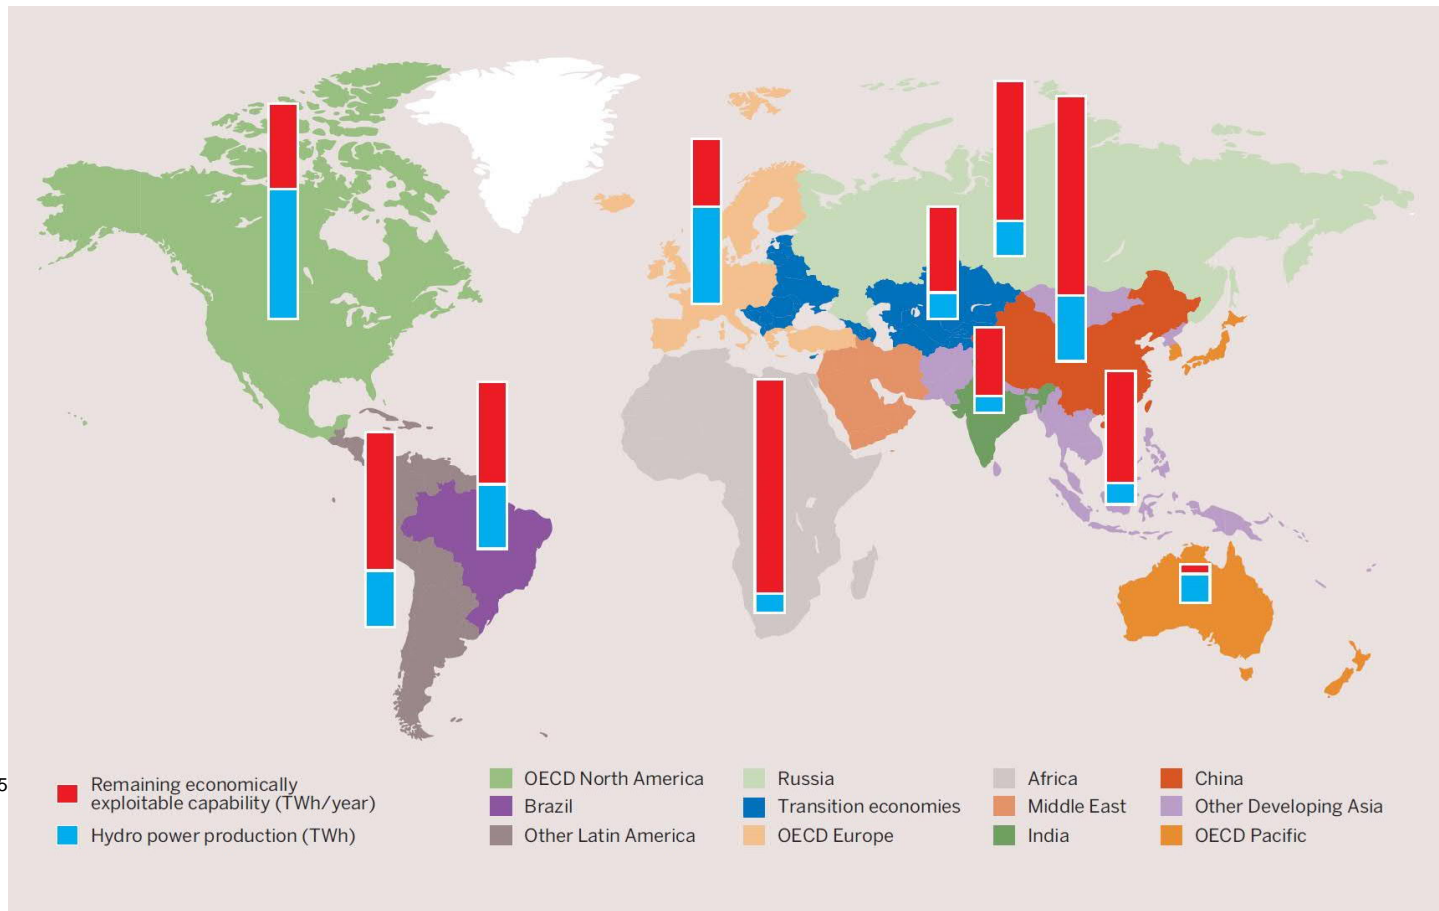 5
Remaining economically
exploitable capability (TWh/year)
Hydro power production (TWh)
OECD North America
Brazil
Other Latin America
Russia
Transition economies
OECD Europe
Africa
Middle East
India
China
Other Developing Asia
OECD Pacific